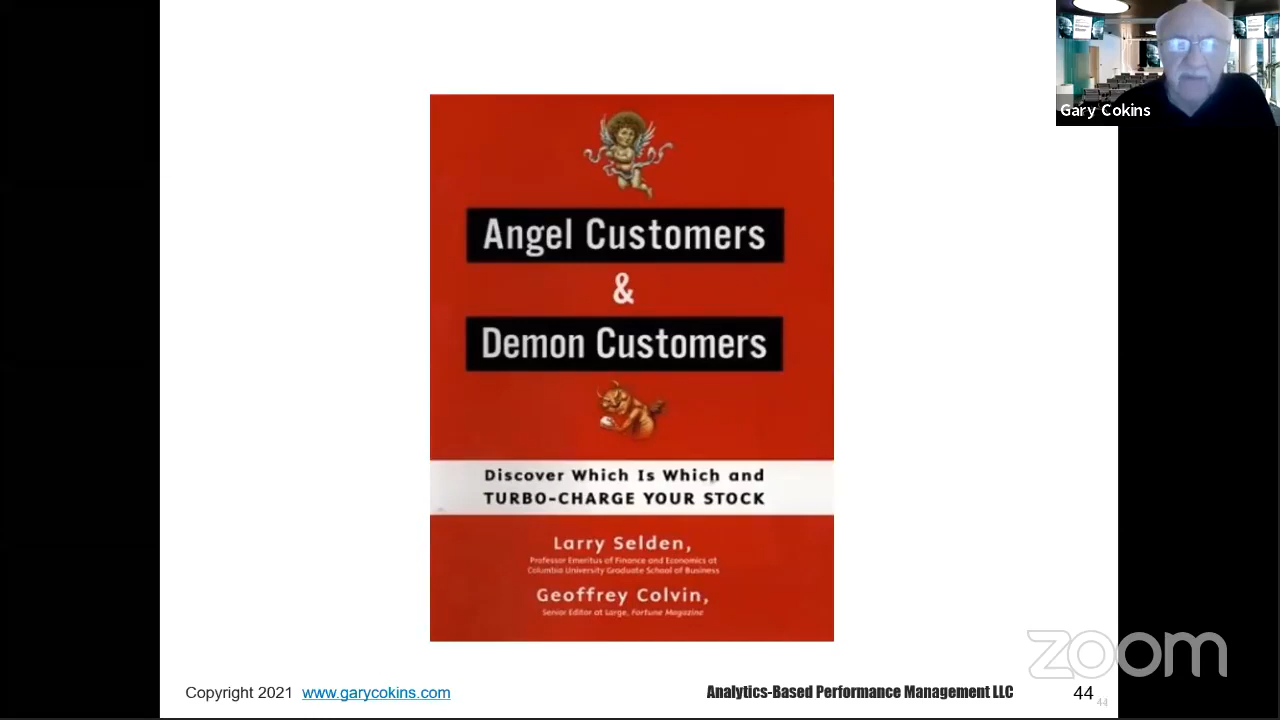 Gary Cokins
Angel Customers
&
Demon Customers
Discover Which Is Which and
TURBO-CHARGE YOUR STOCK
Larry Selden,
Professor Emeritus of Finance and Economics at
Columbia University Graduate School of Business
Geoffrey Colvin,
Senior Editor at Large, Fortune Magazine
zoom
Copyright 2021 www.garycokins.com
Analytics-Based Performance Management LLC
44
44